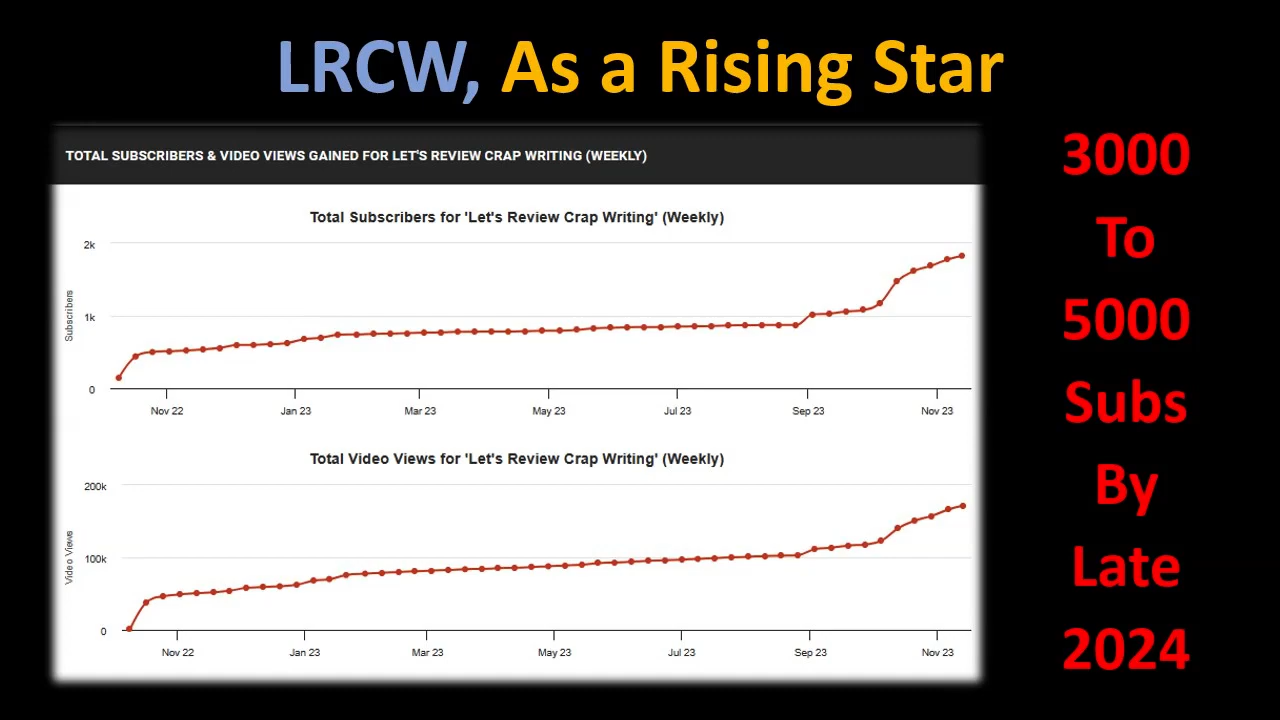 LRCW, As a Rising Star
TOTAL SUBSCRIBERS & VIDEO VIEWS GAINED FOR LET'S REVIEW CRAP WRITING (WEEKLY)
Total Subscribers for 'Let's Review Crap Writing' (Weekly)
2k
1k
0
Subscribers
Nov 22 Jan 23 Mar 23 May 23 Jul 23 Sep 23 Nov 23
Total Video Views for 'Let's Review Crap Writing' (Weekly)
200k
100k
0
Video Views
Nov 22 Jan 23 Mar 23 May 23 Jul 23 Sep 23 Nov 23
3000
To
5000
Subs
By
Late
2024